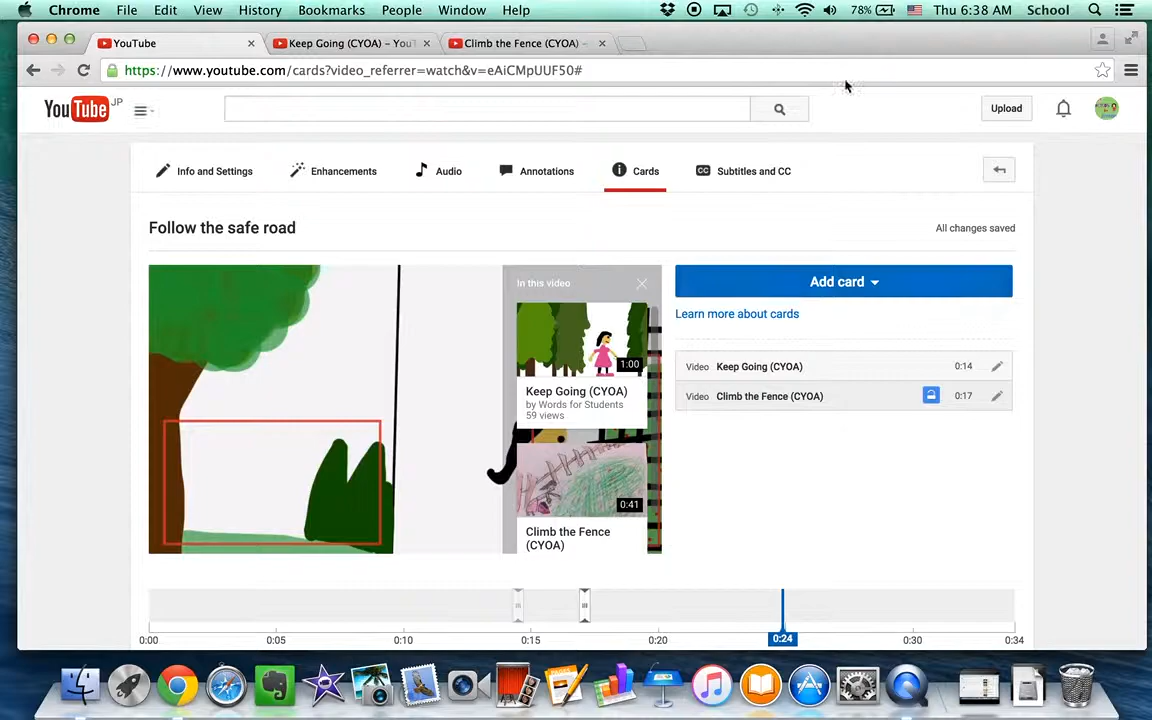 Chrome File Edit View History Bookmarks People Window Help 78% Thu 6:38 AM School
YouTube Keep Going (CYOA) – YouT Climb the Fence (CYOA) –
https://www.youtube.com/cards?video_referrer=watch&v=eAiCMpUUF50#
YouTube JP Upload
Info and Settings Enhancements Audio Annotations Cards CC Subtitles and CC
Follow the safe road All changes saved
In this video
Add card
Learn more about cards
1:00
Keep Going (CYOA)
by Words for Students
59 views
Video Keep Going (CYOA) 0:14
Video Climb the Fence (CYOA) 0:17
0:41
Climb the Fence
(CYOA)
0:00 0:05 0:10 0:15 0:20 0:24 0:30 0:34